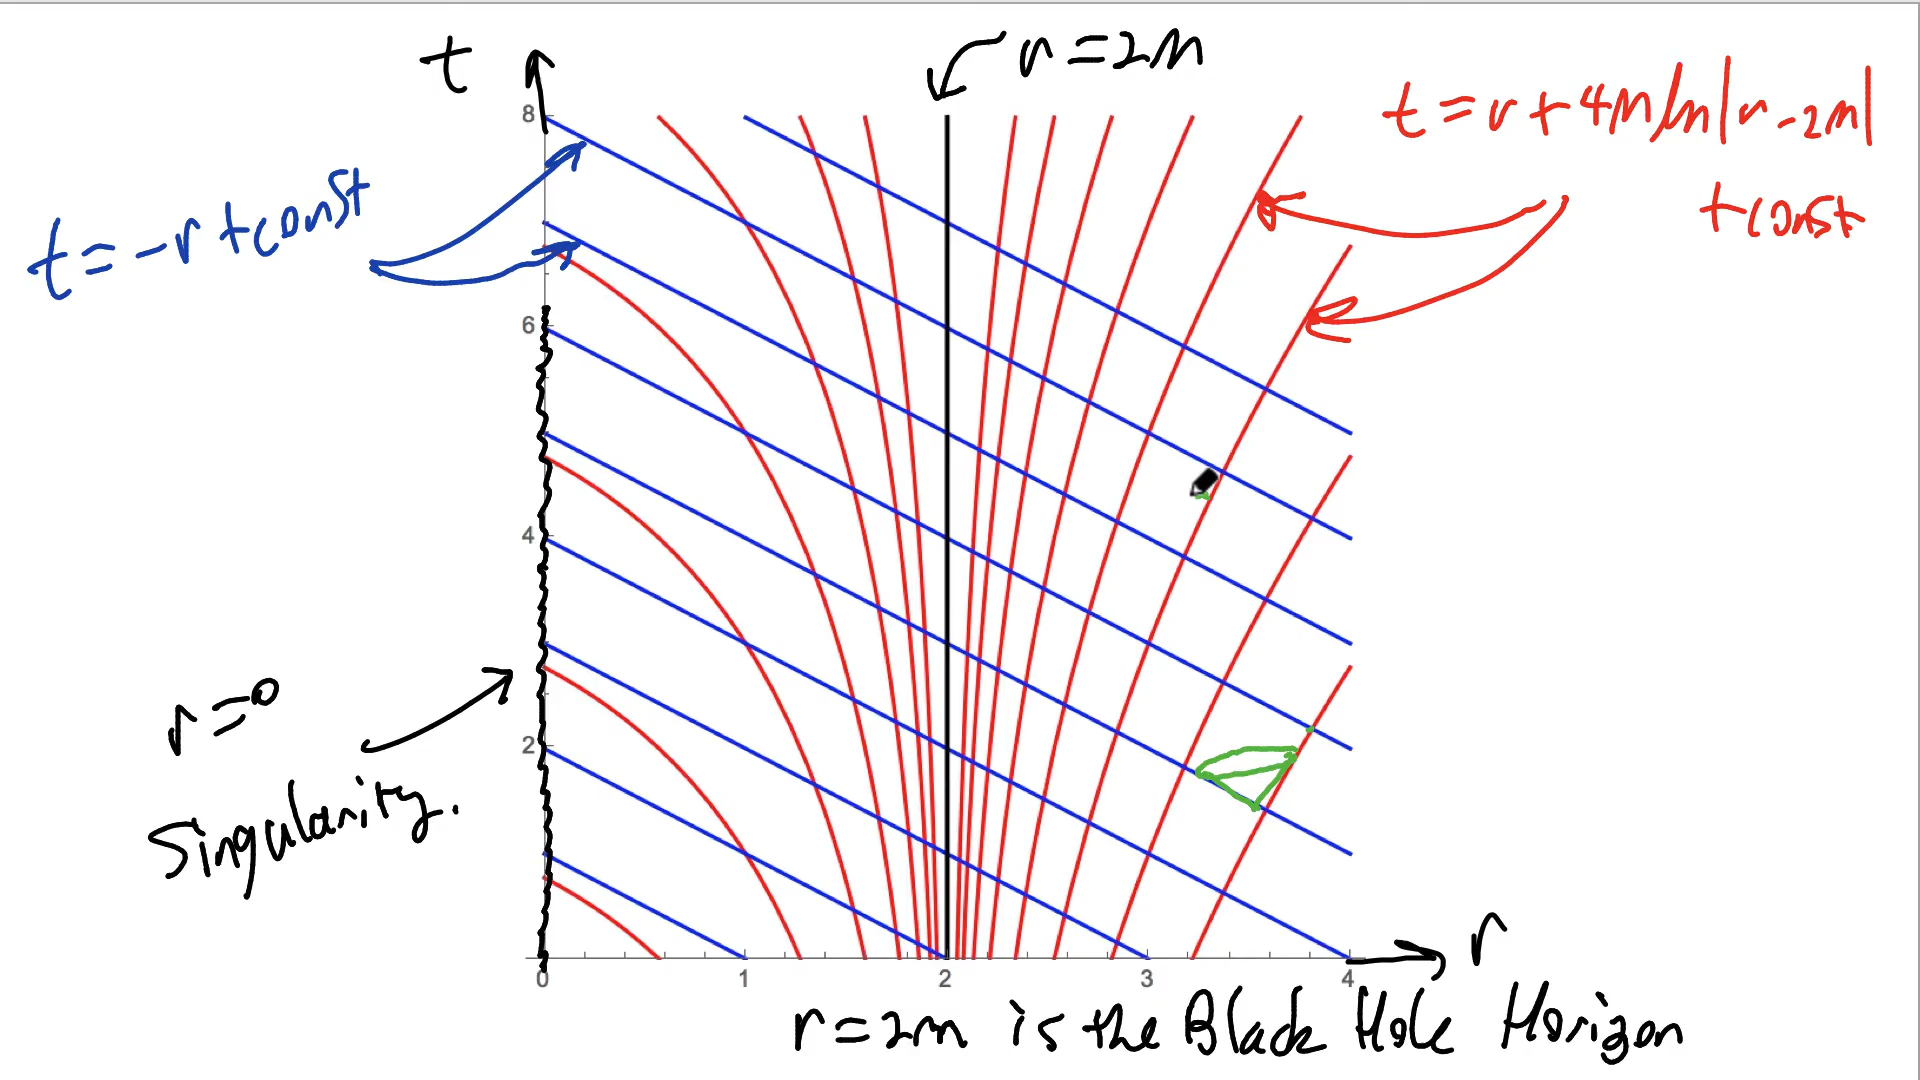 t
r=2m
t=r+4m ln|r-2m|
+const
t=-r+const
8
6
4
2
r=0
Singularity.
0 1 2 3 4
r
r=2m is the Black Hole Horizon